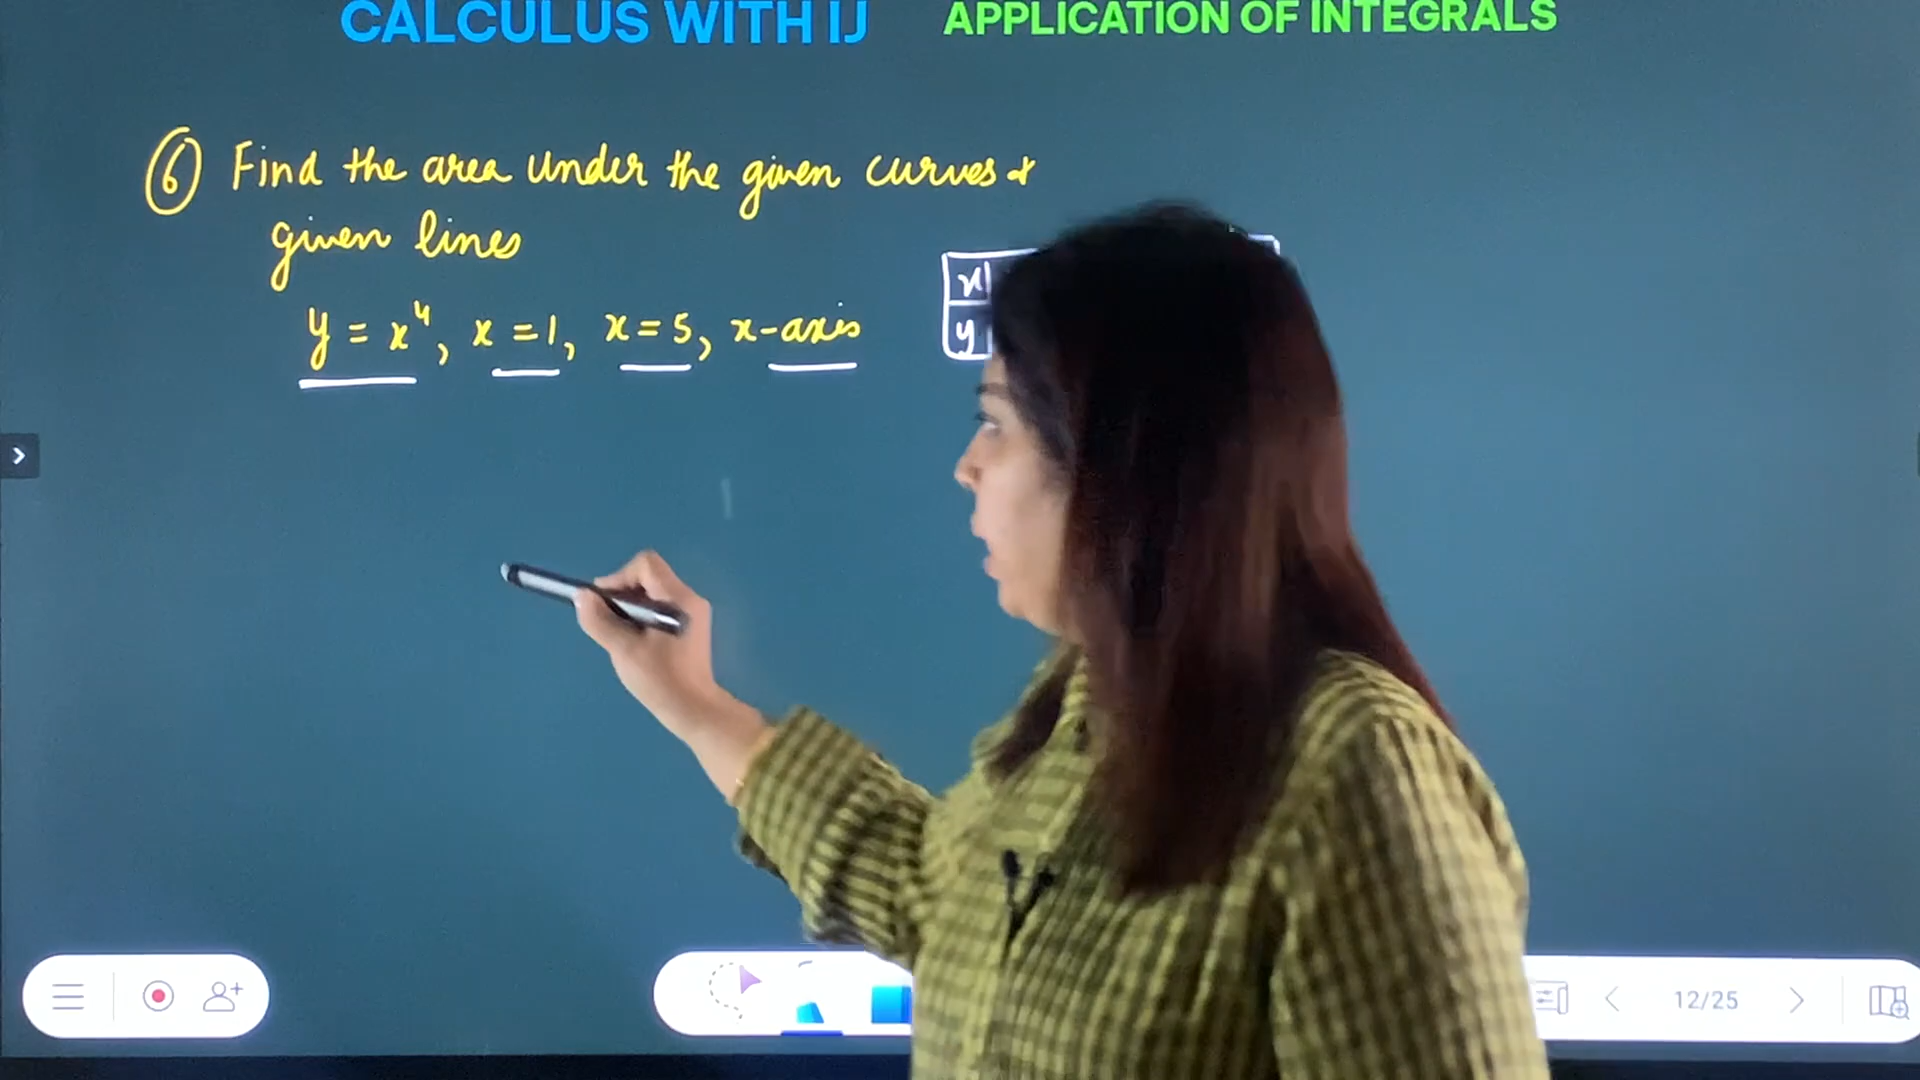 CALCULUS WITH IJ APPLICATION OF INTEGRALS
⑥ Find the area under the given curves &
given lines
y = x⁴, x = 1, x = 5, x-axis
x
y
12/25